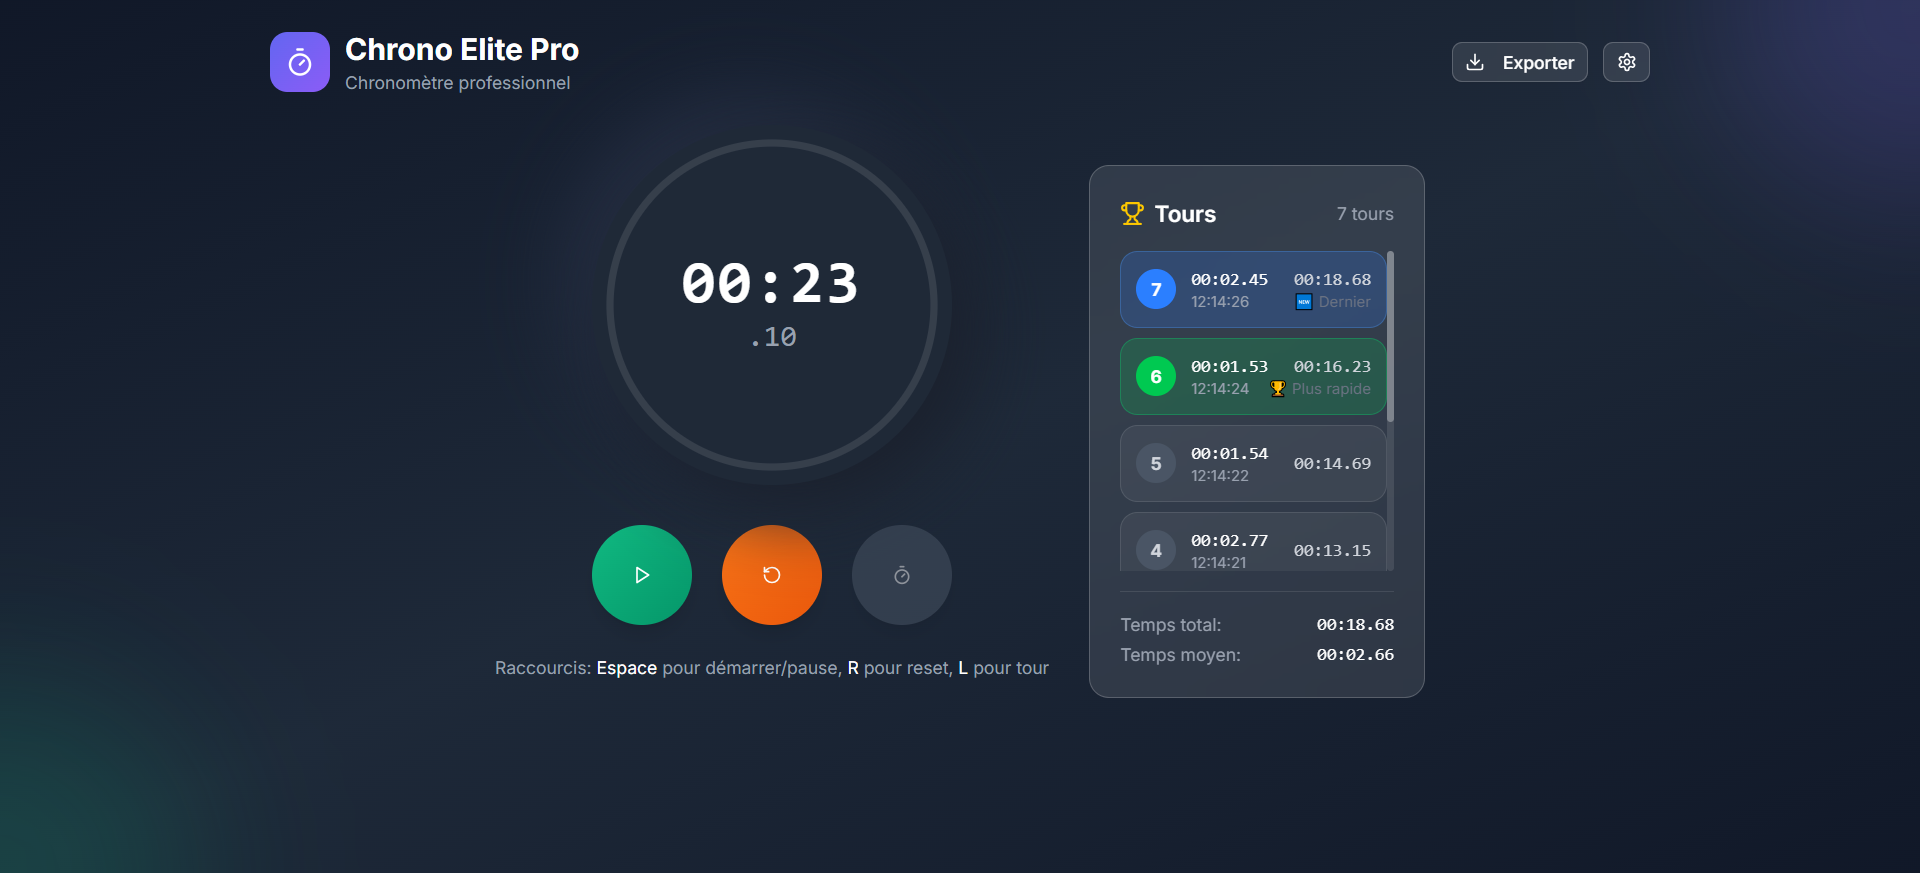 Chrono Elite Pro
Chronomètre professionnel
Exporter
00:23
.10
Raccourcis: Espace pour démarrer/pause, R pour reset, L pour tour
Tours
7 tours
7
00:02.45
00:18.68
12:14:26
NEW
Dernier
6
00:01.53
00:16.23
12:14:24
Plus rapide
5
00:01.54
12:14:22
00:14.69
4
00:02.77
12:14:21
00:13.15
Temps total:
00:18.68
Temps moyen:
00:02.66